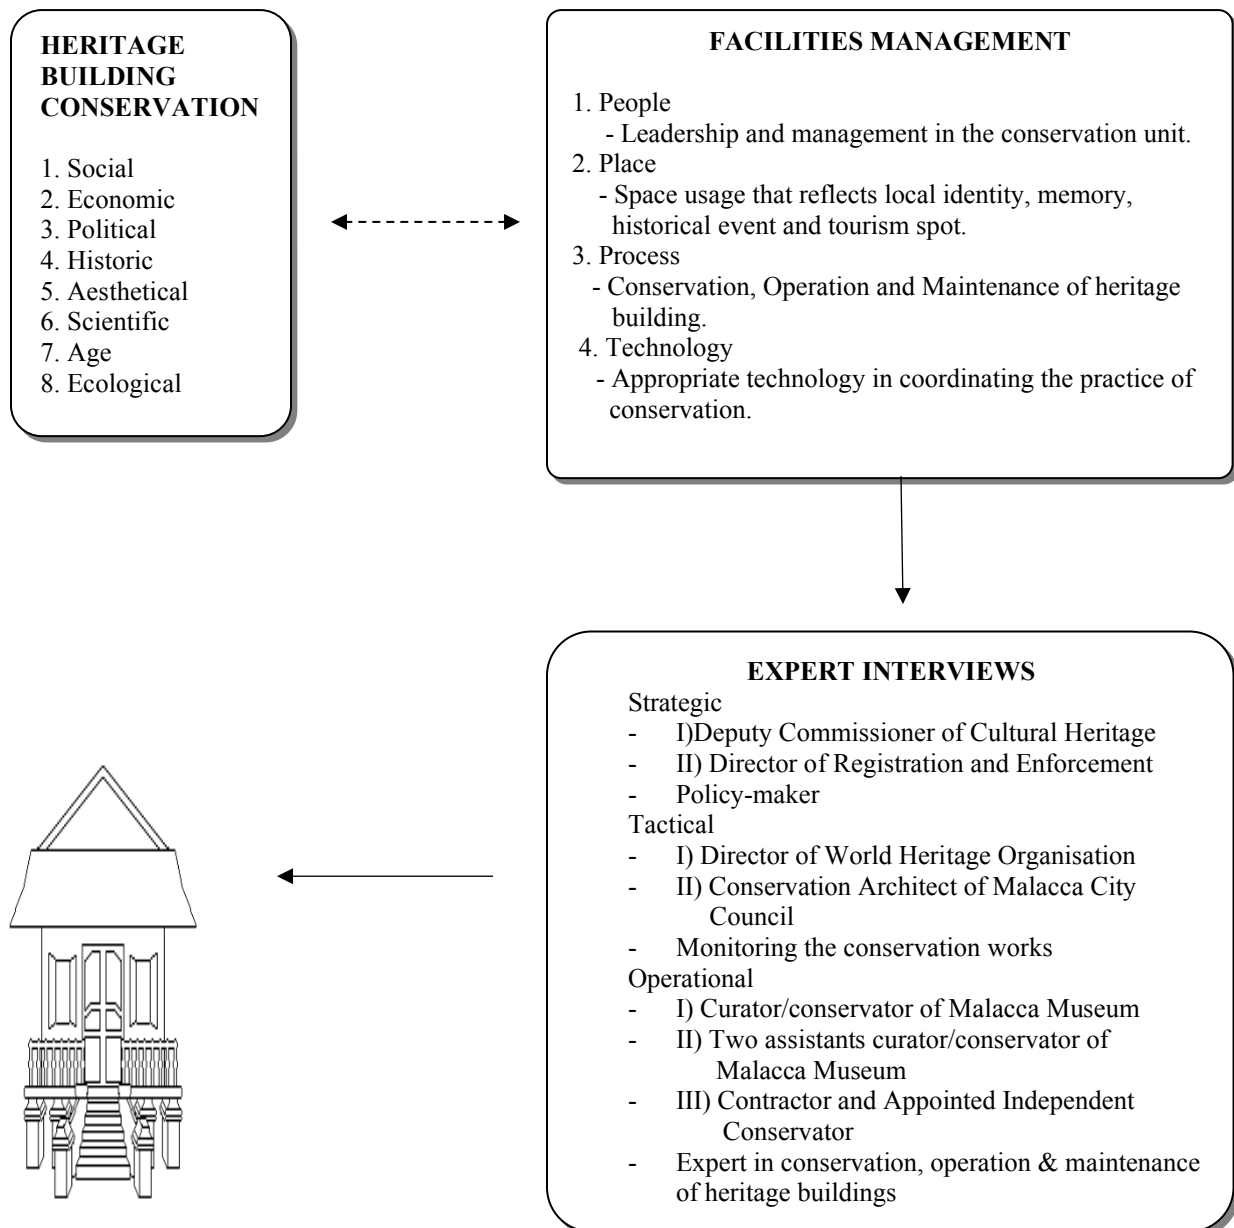 HERITAGE
BUILDING
CONSERVATION
1. Social
2. Economic
3. Political
4. Historic
5. Aesthetical
6. Scientific
7. Age
8. Ecological
FACILITIES MANAGEMENT
1. People
- Leadership and management in the conservation unit.
2. Place
- Space usage that reflects local identity, memory,
historical event and tourism spot.
3. Process
- Conservation, Operation and Maintenance of heritage
building.
4. Technology
- Appropriate technology in coordinating the practice of
conservation.
EXPERT INTERVIEWS
Strategic
- I)Deputy Commissioner of Cultural Heritage
- II) Director of Registration and Enforcement
- Policy-maker
Tactical
- I) Director of World Heritage Organisation
- II) Conservation Architect of Malacca City
Council
- Monitoring the conservation works
Operational
- I) Curator/conservator of Malacca Museum
- II) Two assistants curator/conservator of
Malacca Museum
- III) Contractor and Appointed Independent
Conservator
- Expert in conservation, operation & maintenance
of heritage buildings